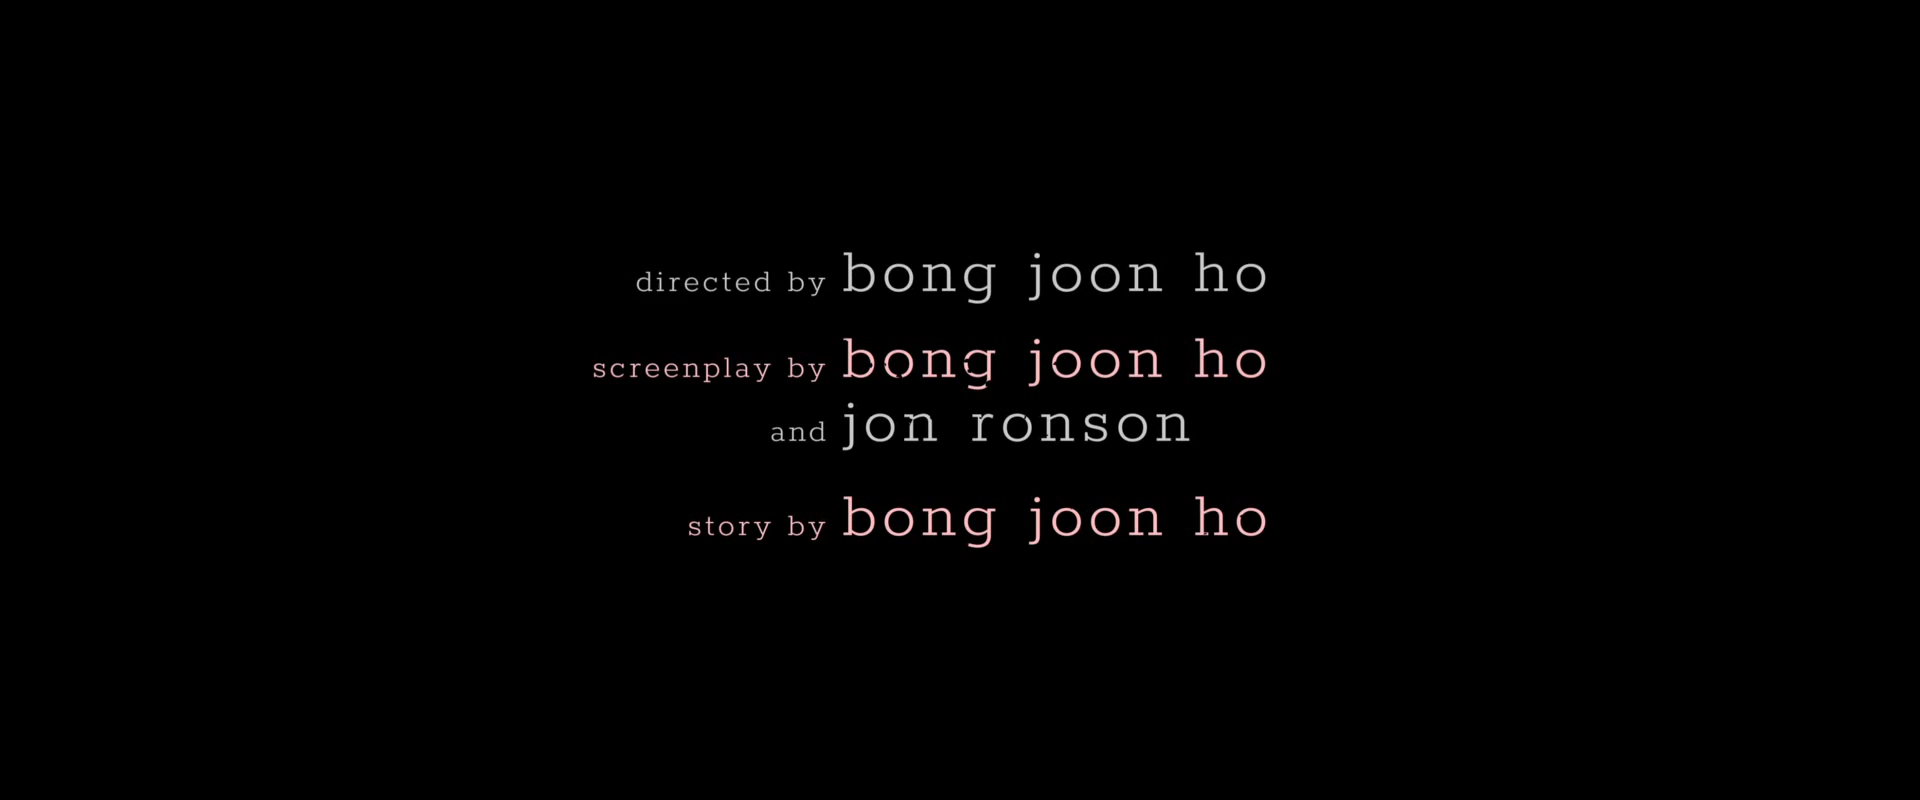 directed by bong joon ho
screenplay by bong joon ho
and jon ronson
story by bong joon ho